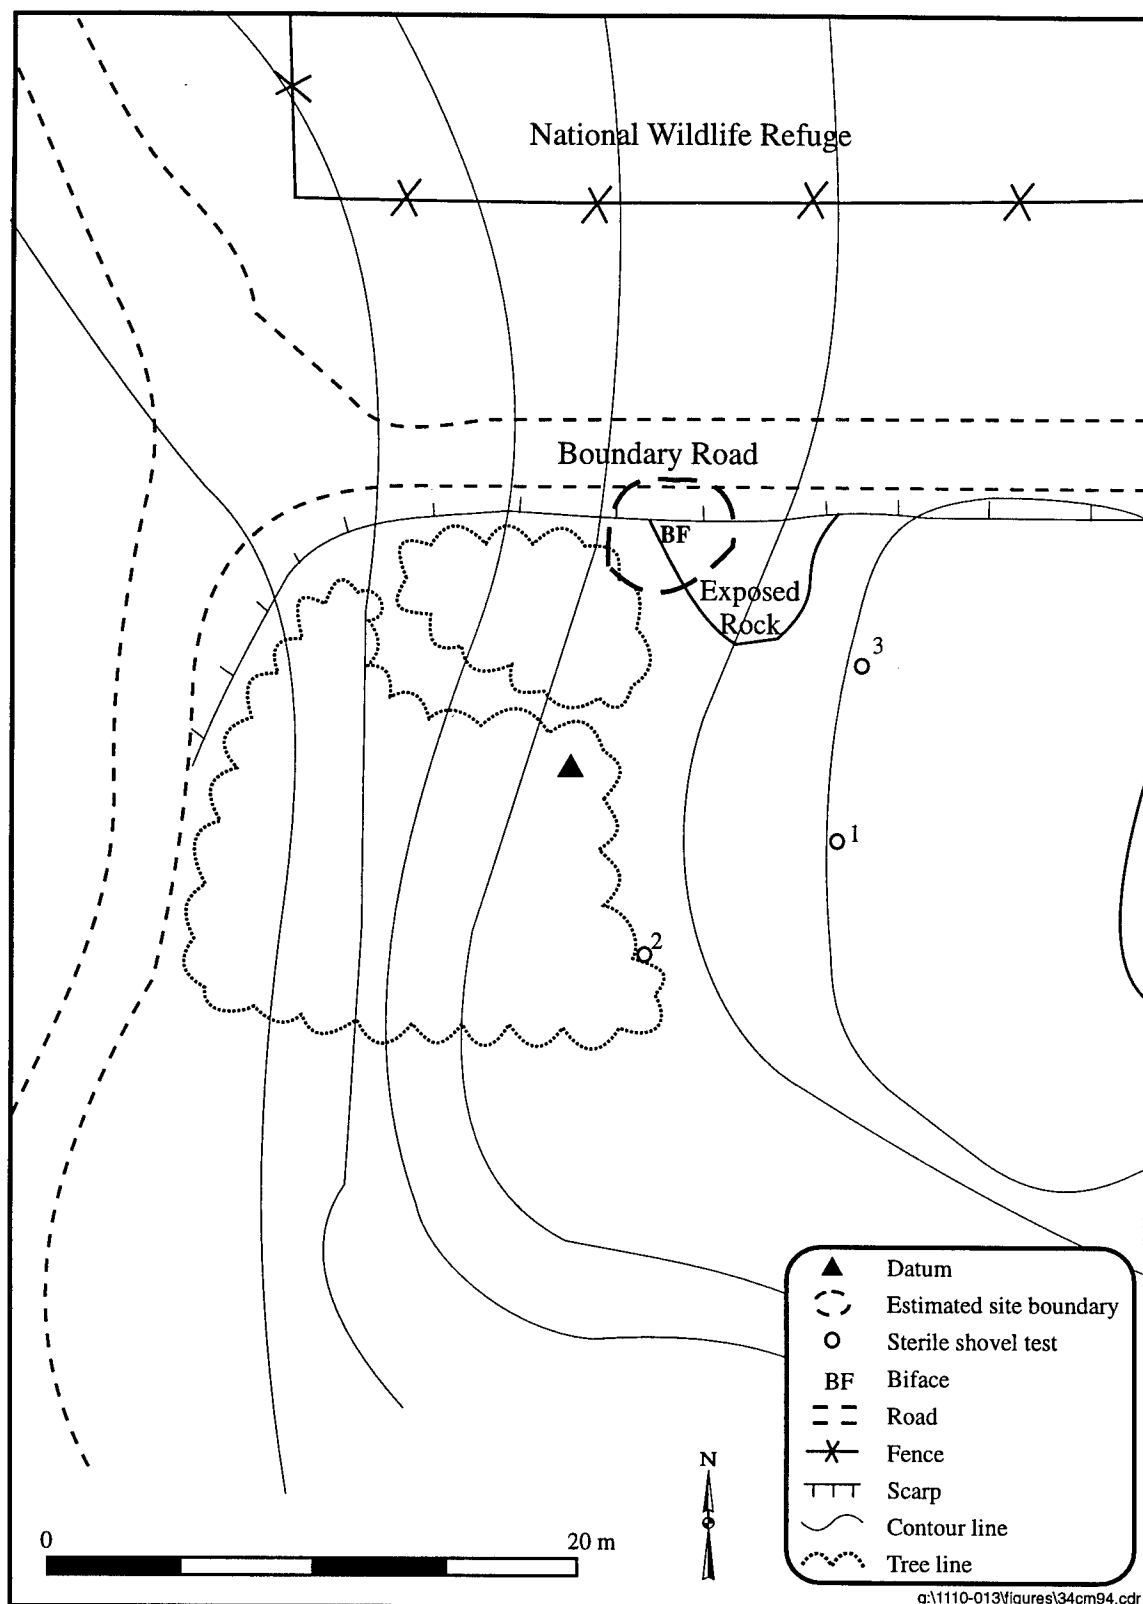 National Wildlife Refuge
Boundary Road
BF
Exposed
Rock
3
1
2
Datum
Estimated site boundary
Sterile shovel test
BF Biface
Road
Fence
Scarp
Contour line
Tree line
N
0 20 m
g:\1110-013\figures\34cm94.cdr